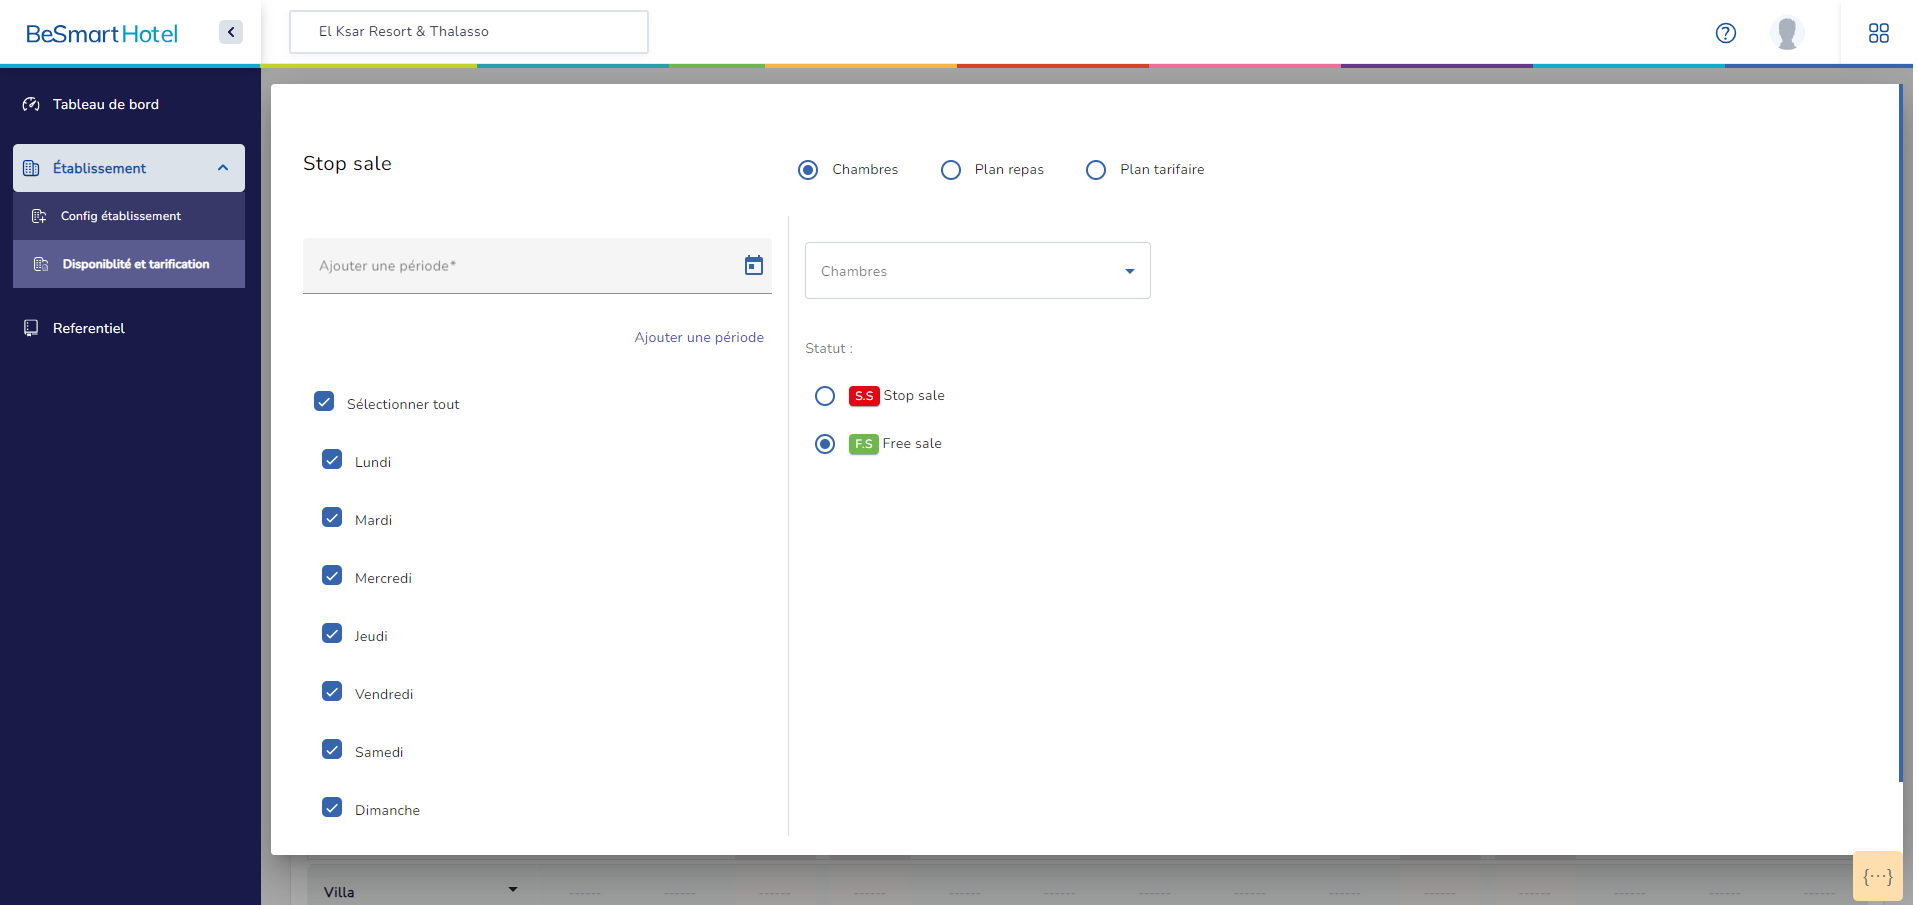 BeSmartHotel
El Ksar Resort & Thalasso
Tableau de bord
Établissement
Config établissement
Disponiblité et tarification
Referentiel
Stop sale
Chambres
Plan repas
Plan tarifaire
Ajouter une période*
Ajouter une période
Sélectionner tout
Lundi
Mardi
Mercredi
Jeudi
Vendredi
Samedi
Dimanche
Chambres
Statut :
S.S Stop sale
F.S Free sale
Villa
------ ------ ------ ------ ------ ------ ------ ------ ------ ------ ------ ------ ------ ------
{···}